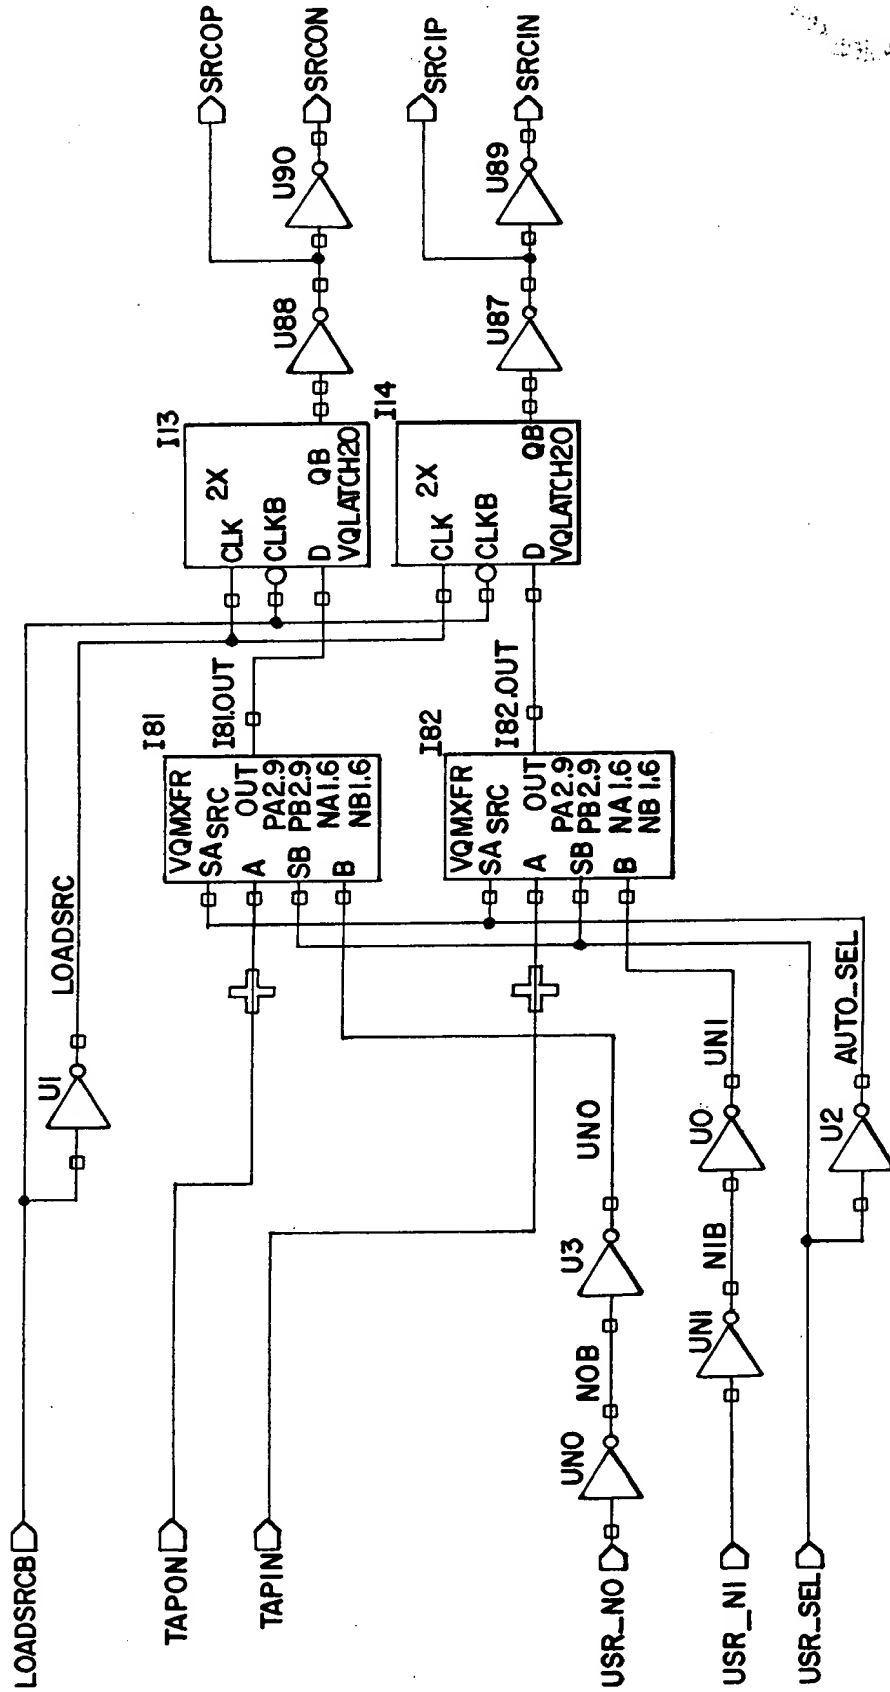 LOADSRCB
TAPON
TAPIN
USR_NO
USR_NI
USR_SEL
UI
LOADSRC
UNO
NOB
U3
UNO
UNI
NIB
UO
UNI
U2
AUTO_SEL
I81
VQMXFR
SA SRC
A OUT
PA2.9
SB PB2.9
NA1.6
B NB1.6
I81.OUT
I82
VQMXFR
SA SRC
A OUT
PA2.9
SB PB2.9
B NA1.6
NB1.6
I82.OUT
I13
CLK 2X
CLKB
D QB
VQLATCH20
I14
CLK 2X
CLKB
D QB
VQLATCH20
U88
U90
SRCOP
SRCON
U87
U89
SRCIP
SRCIN